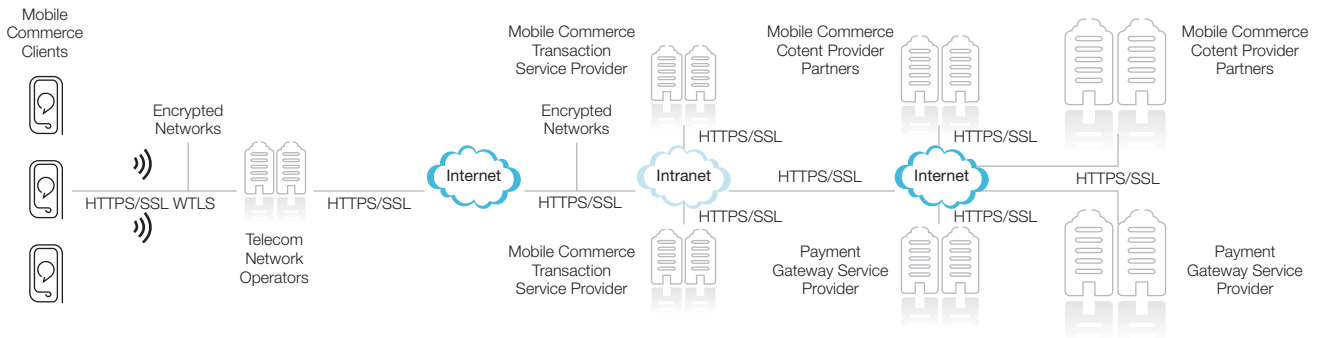 Mobile
Commerce
Clients
Encrypted
Networks
HTTPS/SSL WTLS
Telecom
Network
Operators
HTTPS/SSL
Internet
Encrypted
Networks
HTTPS/SSL
Mobile Commerce
Transaction
Service Provider
HTTPS/SSL
Intranet
HTTPS/SSL
Mobile Commerce
Transaction
Service Provider
HTTPS/SSL
Mobile Commerce
Cotent Provider
Partners
HTTPS/SSL
Internet
HTTPS/SSL
Payment
Gateway Service
Provider
Mobile Commerce
Cotent Provider
Partners
HTTPS/SSL
Payment
Gateway Service
Provider